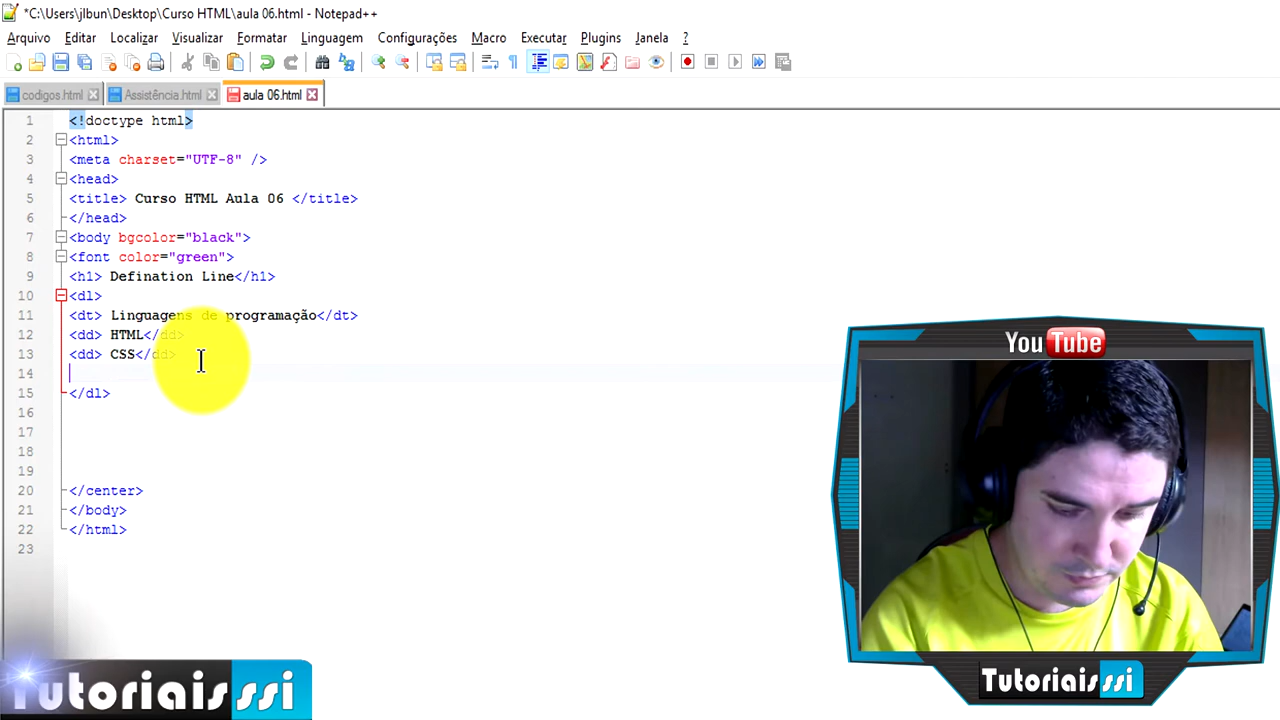 *C:\Users\jlbun\Desktop\Curso HTML\aula 06.html - Notepad++
Arquivo Editar Localizar Visualizar Formatar Linguagem Configurações Macro Executar Plugins Janela ?
codigos.html Assistência.html aula 06.html
1 <!doctype html>
2 <html>
3 <meta charset="UTF-8" />
4 <head>
5 <title> Curso HTML Aula 06 </title>
6 </head>
7 <body bgcolor="black">
8 <font color="green">
9 <h1> Defination Line</h1>
10 <dl>
11 <dt> Linguagens de programação</dt>
12 <dd> HTML</dd>
13 <dd> CSS</dd>
14
15 </dl>
16
17
18
19
20 </center>
21 </body>
22 </html>
23
YouTube
Tutoriais ssi
Tutoriais ssi